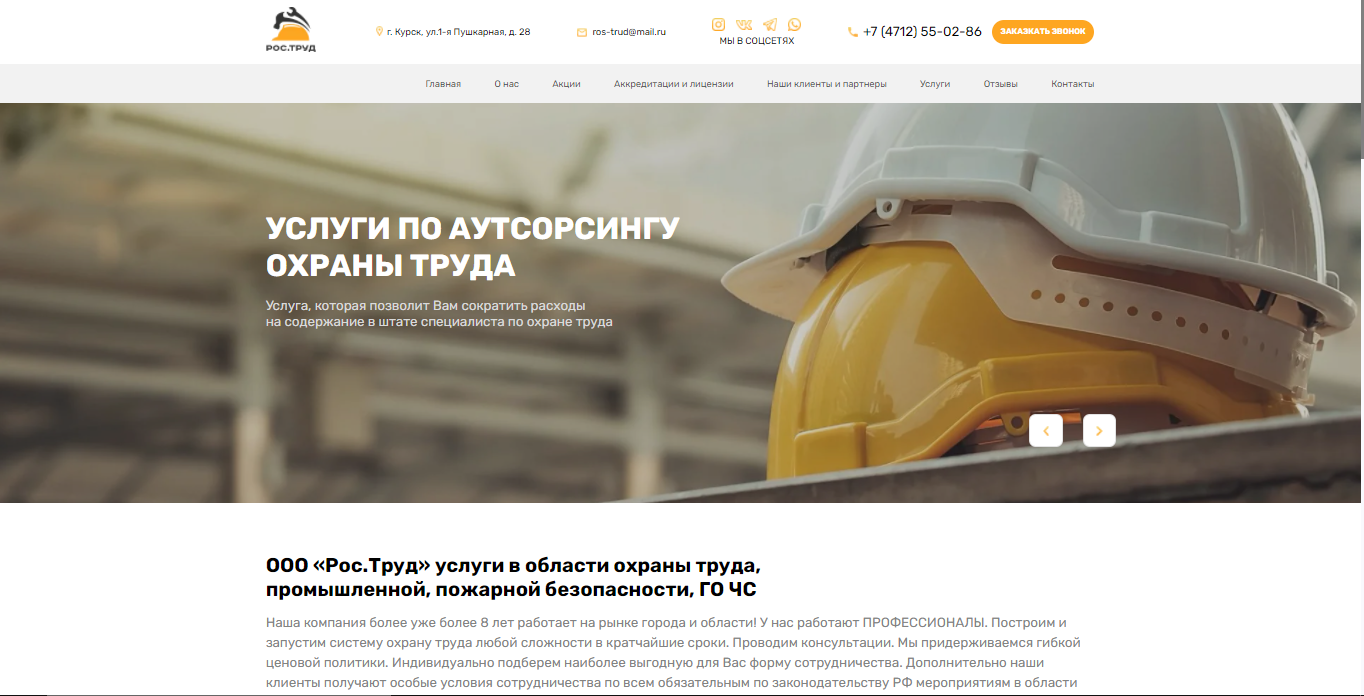 РОС.ТРУД
г. Курск, ул.1-я Пушкарная, д. 28
ros-trud@mail.ru
МЫ В СОЦСЕТЯХ
+7 (4712) 55-02-86
ЗАКАЗКАТЬ ЗВОНОК
Главная О нас Акции Аккредитации и лицензии Наши клиенты и партнеры Услуги Отзывы Контакты
УСЛУГИ ПО АУТСОРСИНГУ
ОХРАНЫ ТРУДА
Услуга, которая позволит Вам сократить расходы
на содержание в штате специалиста по охране труда
ООО «Рос.Труд» услуги в области охраны труда,
промышленной, пожарной безопасности, ГО ЧС
Наша компания более уже более 8 лет работает на рынке города и области! У нас работают ПРОФЕССИОНАЛЫ. Построим и
запустим систему охрану труда любой сложности в кратчайшие сроки. Проводим консультации. Мы придерживаемся гибкой
ценовой политики. Индивидуально подберем наиболее выгодную для Вас форму сотрудничества. Дополнительно наши
клиенты получают особые условия сотрудничества по всем обязательным по законодательству РФ мероприятиям в области